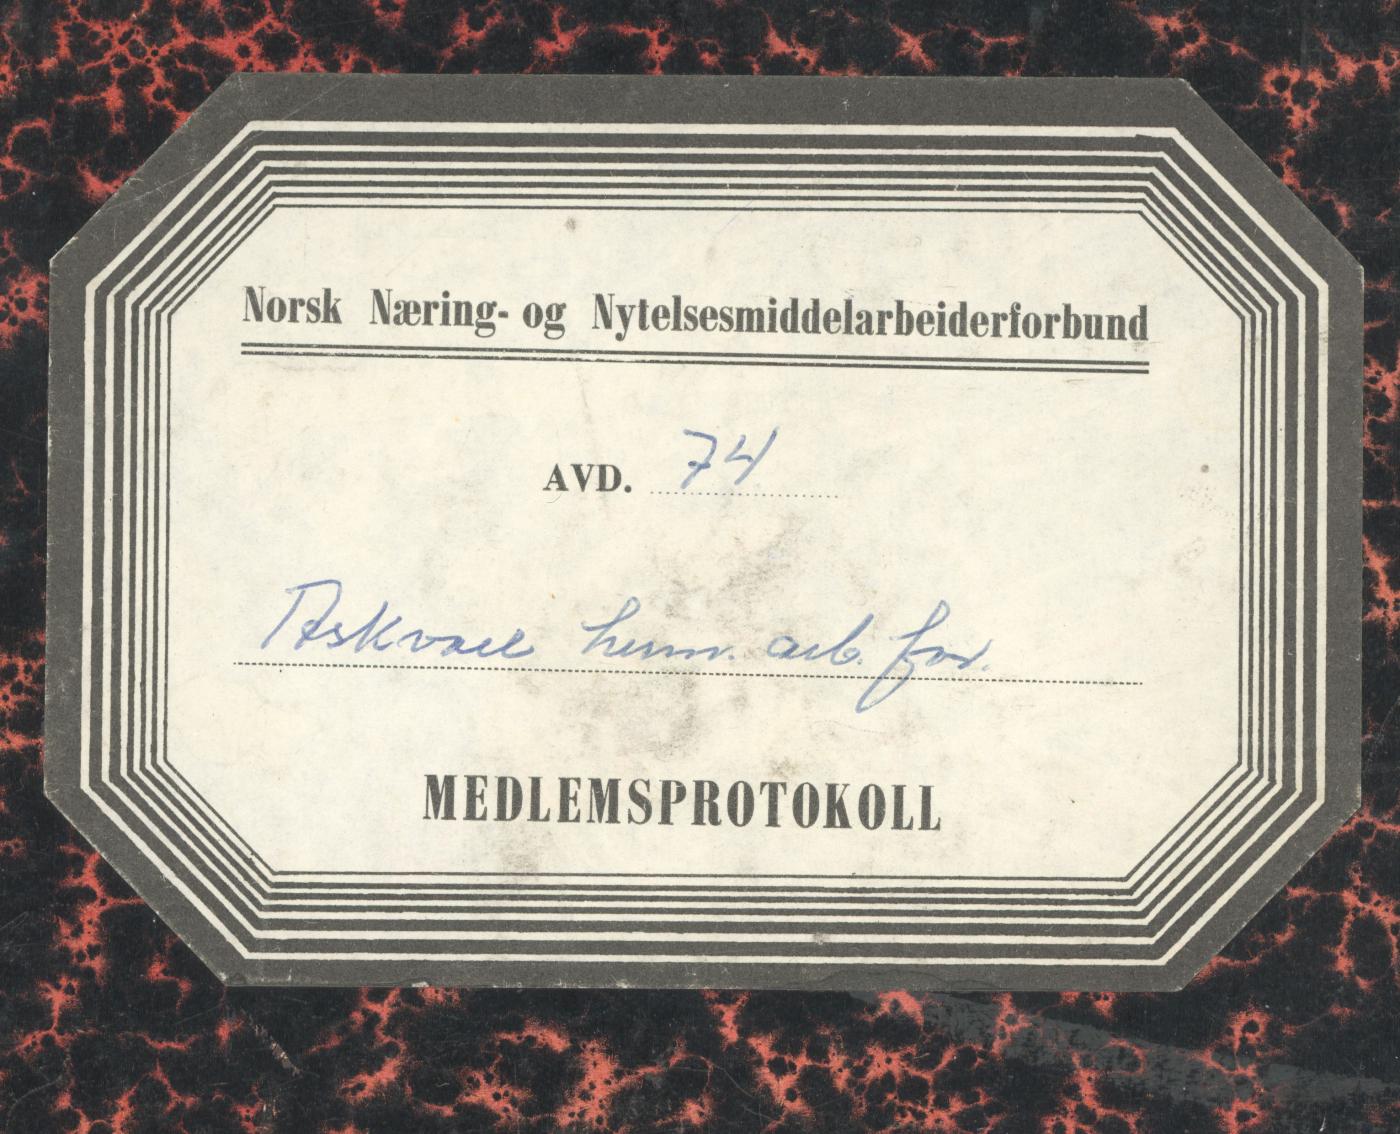 Norsk Næring- og Nytelsesmiddelarbeiderforbund
AVD. 74
Askvoll herm. arb. for.
MEDLEMSPROTOKOLL